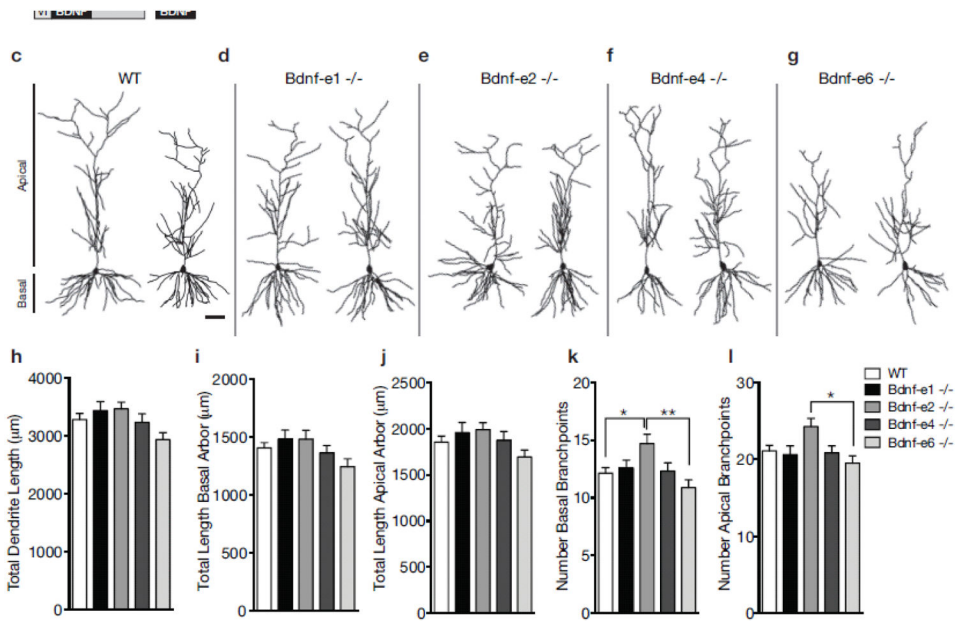 VI BDNF BDNF
c d e f g
WT Bdnf-e1 -/- Bdnf-e2 -/- Bdnf-e4 -/- Bdnf-e6 -/-
Apical
Basal
h i j k l
Total Dendrite Length (μm)
4000
3000
2000
1000
0
Total Length Basal Arbor (μm)
2000
1500
1000
500
0
Total Length Apical Arbor (μm)
2500
2000
1500
1000
500
0
Number Basal Branchpoints
20
15
10
5
0
* **
Number Apical Branchpoints
30
20
10
0
*
WT
Bdnf-e1 -/-
Bdnf-e2 -/-
Bdnf-e4 -/-
Bdnf-e6 -/-